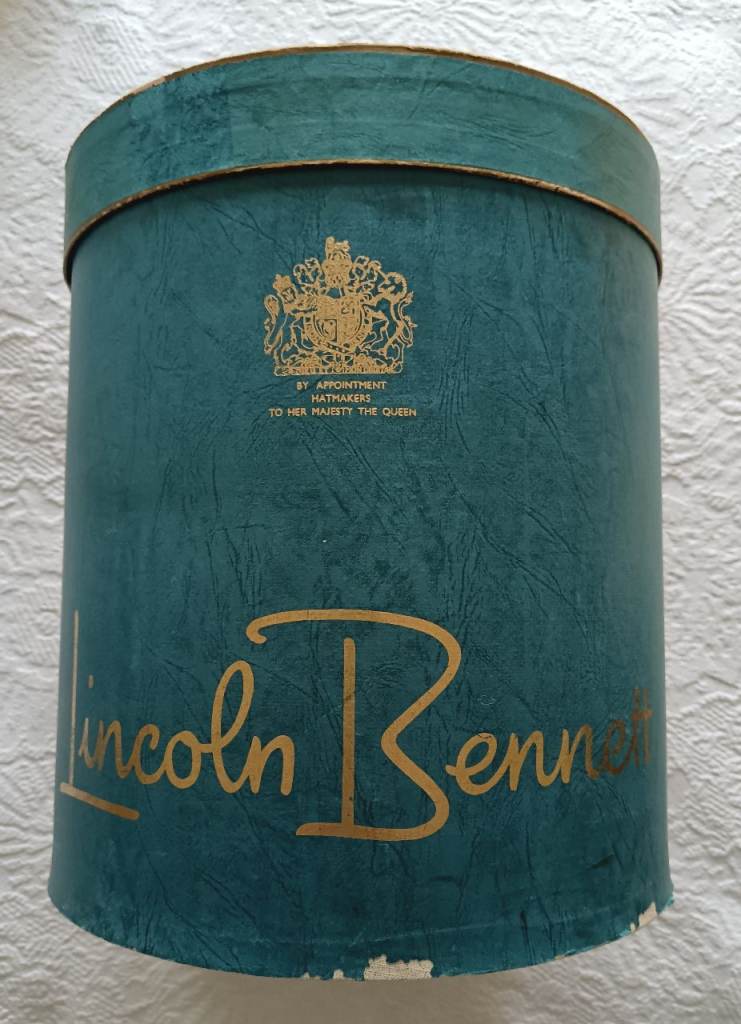 BY APPOINTMENT
HATMAKERS
TO HER MAJESTY THE QUEEN
Lincoln Bennett